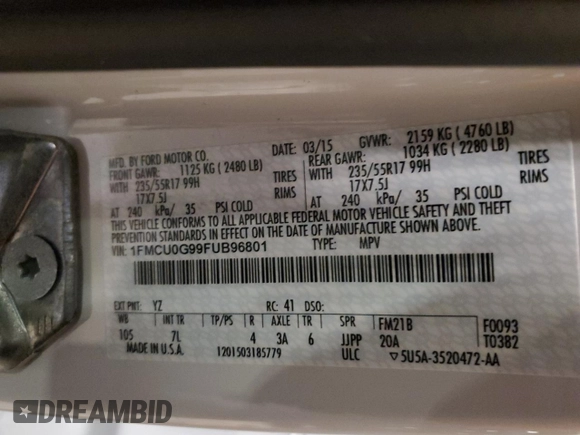 MFD. BY FORD MOTOR CO.
DATE: 03/15 GVWR: 2159 KG ( 4760 LB)
FRONT GAWR: 1125 KG ( 2480 LB) REAR GAWR: 1034 KG ( 2280 LB)
WITH 235/55R17 99H TIRES WITH 235/55R17 99H TIRES
17X7.5J RIMS 17X7.5J RIMS
AT 240 kPa/ 35 PSI COLD AT 240 kPa/ 35 PSI COLD
THIS VEHICLE CONFORMS TO ALL APPLICABLE FEDERAL MOTOR VEHICLE SAFETY AND THEFT
PREVENTION STANDARDS IN EFFECT ON THE DATE OF MANUFACTURE SHOWN ABOVE.
VIN: 1FMCU0G99FUB96801 TYPE: MPV
EXT PNT: YZ RC: 41 DSO:
WB INT TR TP/PS R AXLE TR SPR FM21B F0093
105 7L 4 3A 6 JJPP 20A T0382
MADE IN U.S.A. 1201503185779 ULC ▽5U5A-3520472-AA
DREAMBID